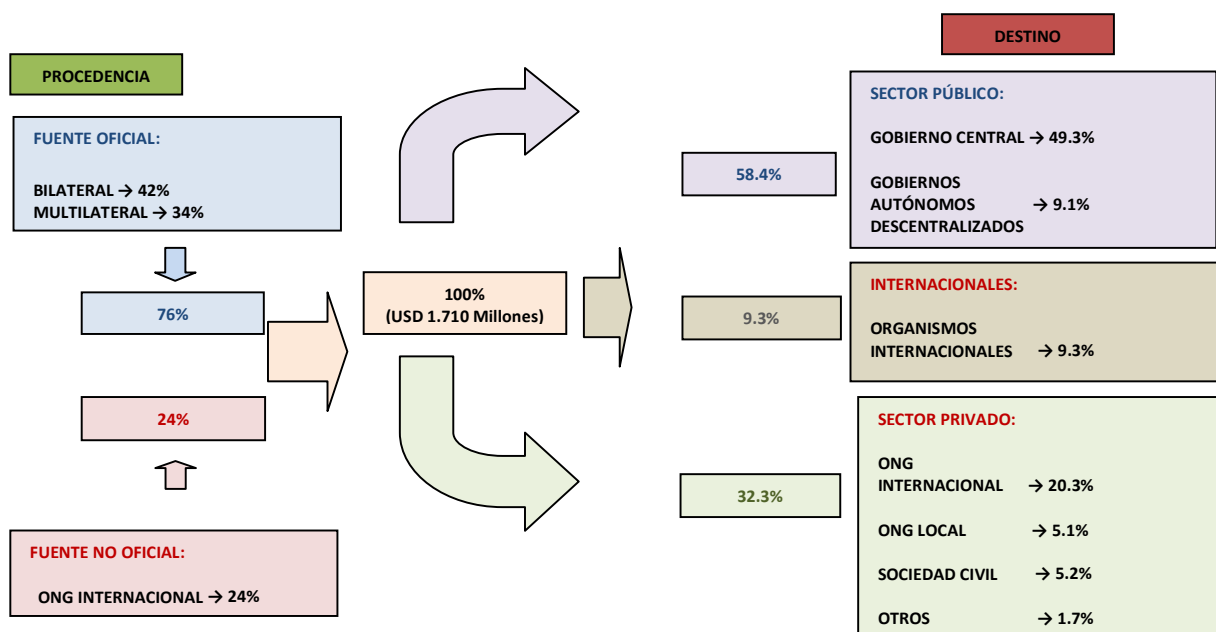 PROCEDENCIA
FUENTE OFICIAL:
BILATERAL → 42%
MULTILATERAL → 34%
76%
24%
FUENTE NO OFICIAL:
ONG INTERNACIONAL → 24%
100%
(USD 1.710 Millones)
DESTINO
58.4%
SECTOR PÚBLICO:
GOBIERNO CENTRAL → 49.3%
GOBIERNOS
AUTÓNOMOS → 9.1%
DESCENTRALIZADOS
9.3%
INTERNACIONALES:
ORGANISMOS
INTERNACIONALES → 9.3%
32.3%
SECTOR PRIVADO:
ONG
INTERNACIONAL → 20.3%
ONG LOCAL → 5.1%
SOCIEDAD CIVIL → 5.2%
OTROS → 1.7%